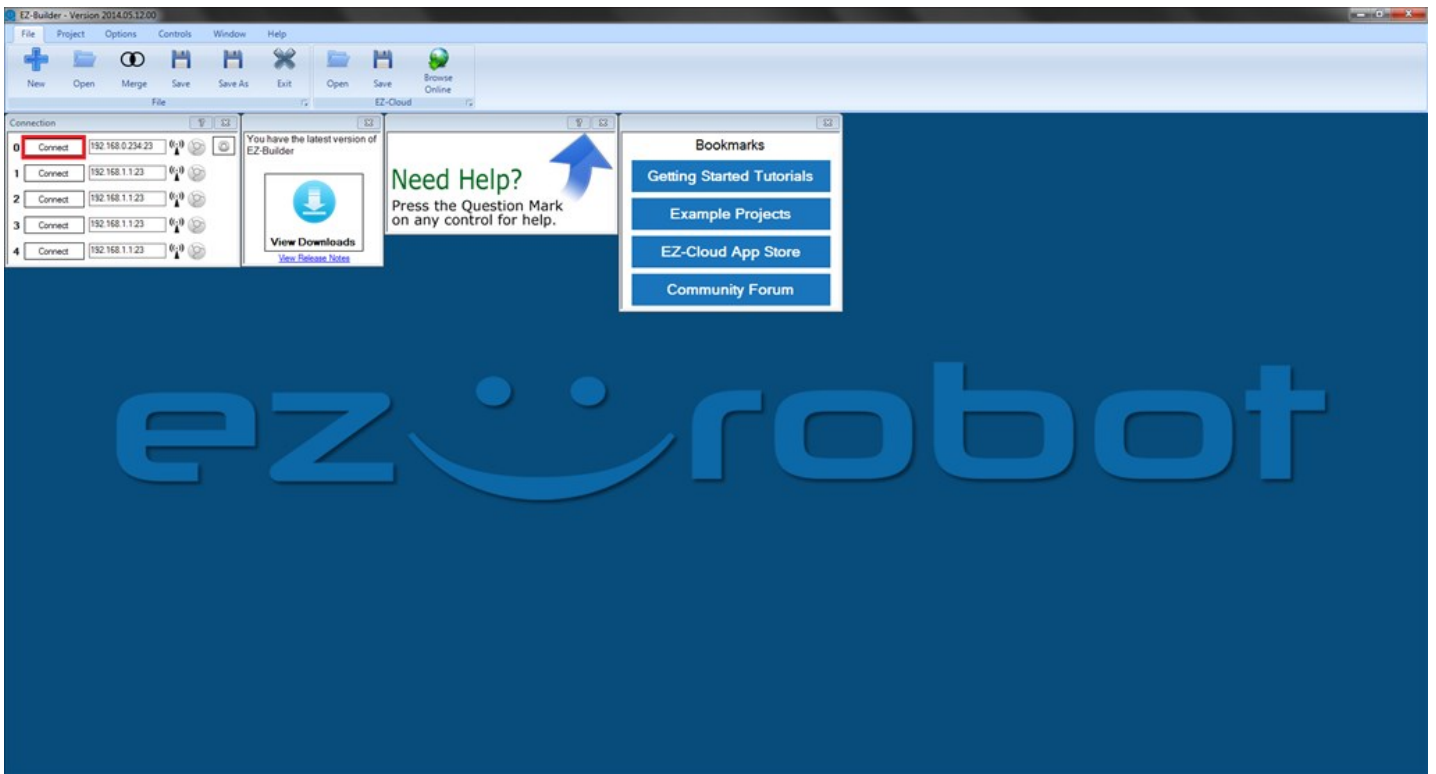 EZ-Builder - Version 2014.05.12.00
File Project Options Controls Window Help
New Open Merge Save Save As Exit Open Save Browse Online
File EZ-Cloud
Connection
0 Connect 192.168.0.234:23
1 Connect 192.168.1.1:23
2 Connect 192.168.1.1:23
3 Connect 192.168.1.1:23
4 Connect 192.168.1.1:23
You have the latest version of
EZ-Builder
View Downloads
View Release Notes
Need Help?
Press the Question Mark
on any control for help.
Bookmarks
Getting Started Tutorials
Example Projects
EZ-Cloud App Store
Community Forum
ez robot